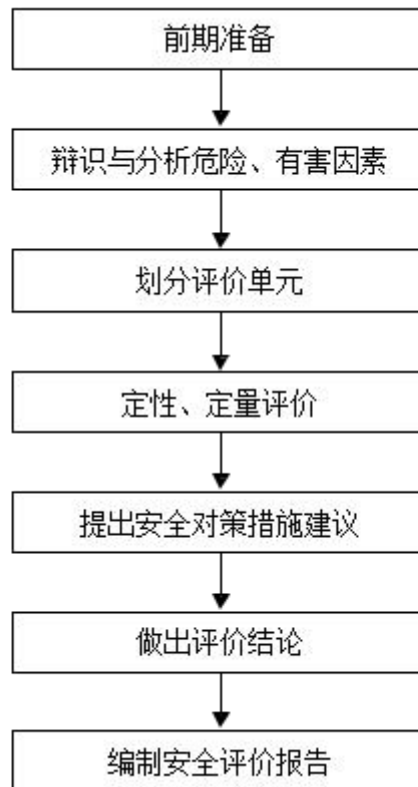 前期准备
辩识与分析危险、有害因素
划分评价单元
定性、定量评价
提出安全对策措施建议
做出评价结论
编制安全评价报告